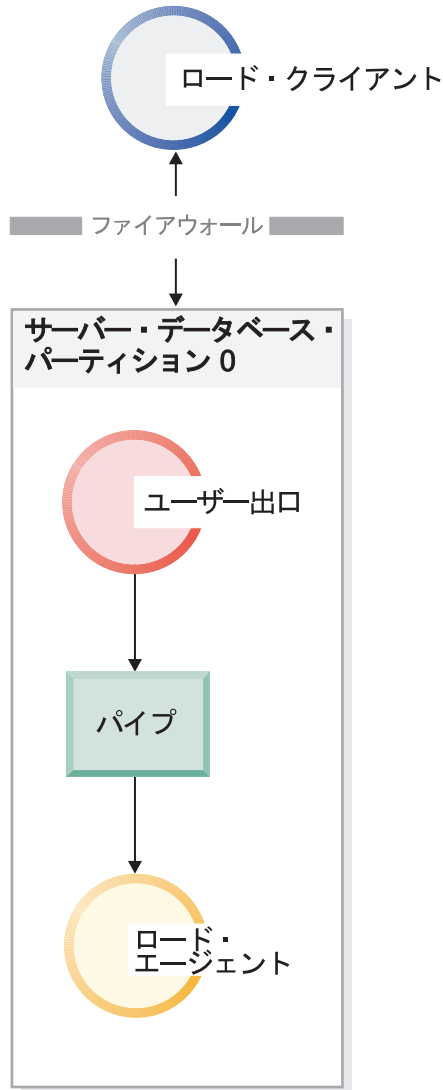 ロード・クライアント
ファイアウォール
サーバー・データベース・
パーティション 0
ユーザー出口
パイプ
ロード・
エージェント